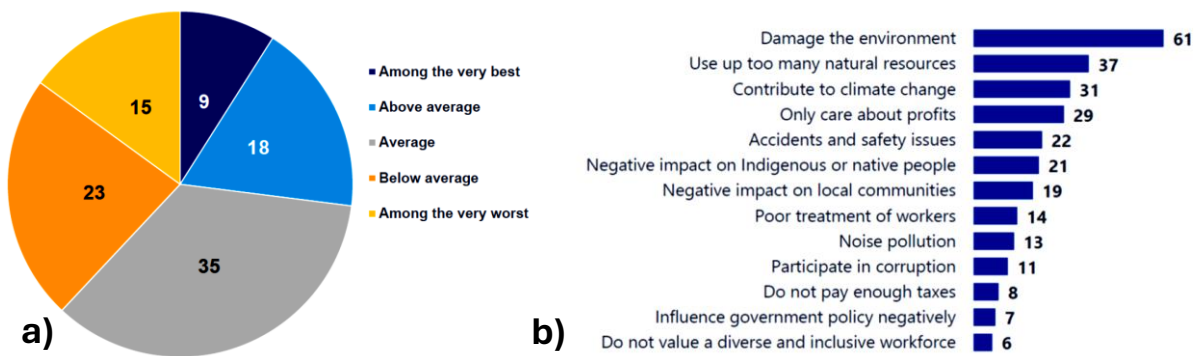 9
18
35
23
15
Among the very best
Above average
Average
Below average
Among the very worst
a)
Damage the environment 61
Use up too many natural resources 37
Contribute to climate change 31
Only care about profits 29
Accidents and safety issues 22
Negative impact on Indigenous or native people 21
Negative impact on local communities 19
Poor treatment of workers 14
Noise pollution 13
Participate in corruption 11
Do not pay enough taxes 8
Influence government policy negatively 7
Do not value a diverse and inclusive workforce 6
b)